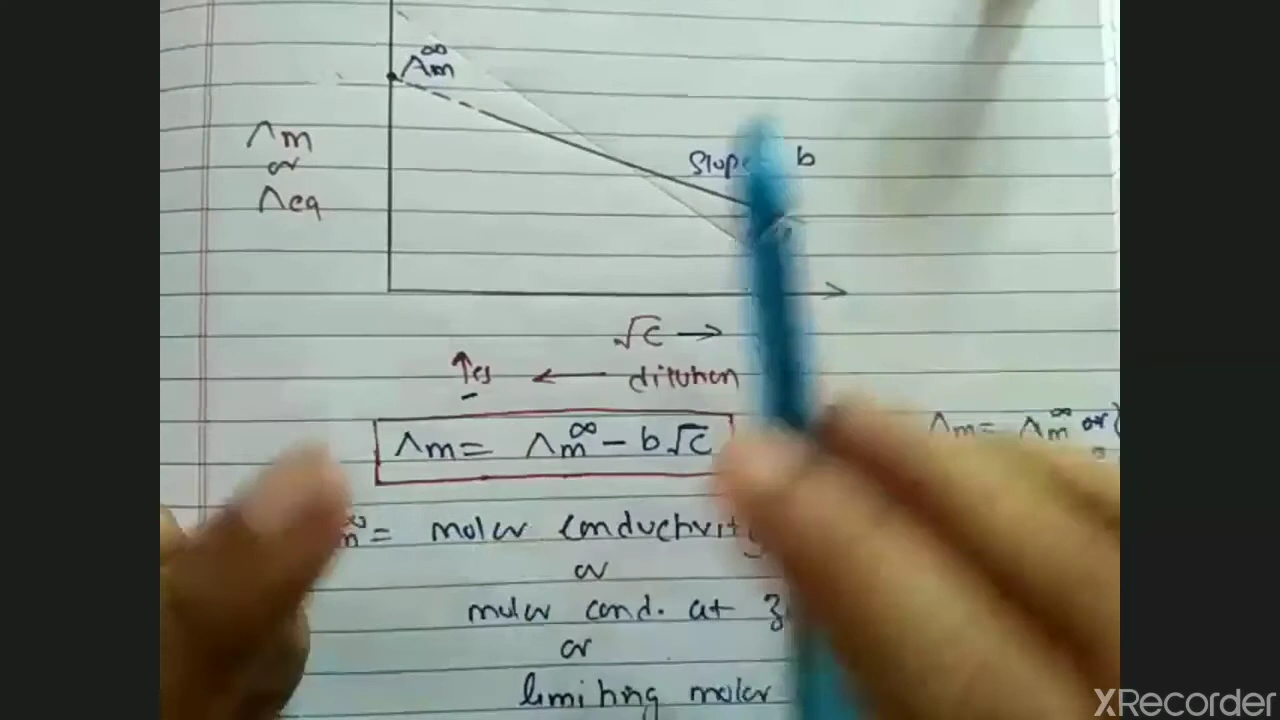 Λm∞
Λm
or
Λeq
Slope b
√c →
↑es ← dilution
Λm = Λm∞ − b√c
Λm = Λm∞ or
= molar conductivity
or
molar cond. at
or
limiting molar
XRecorder